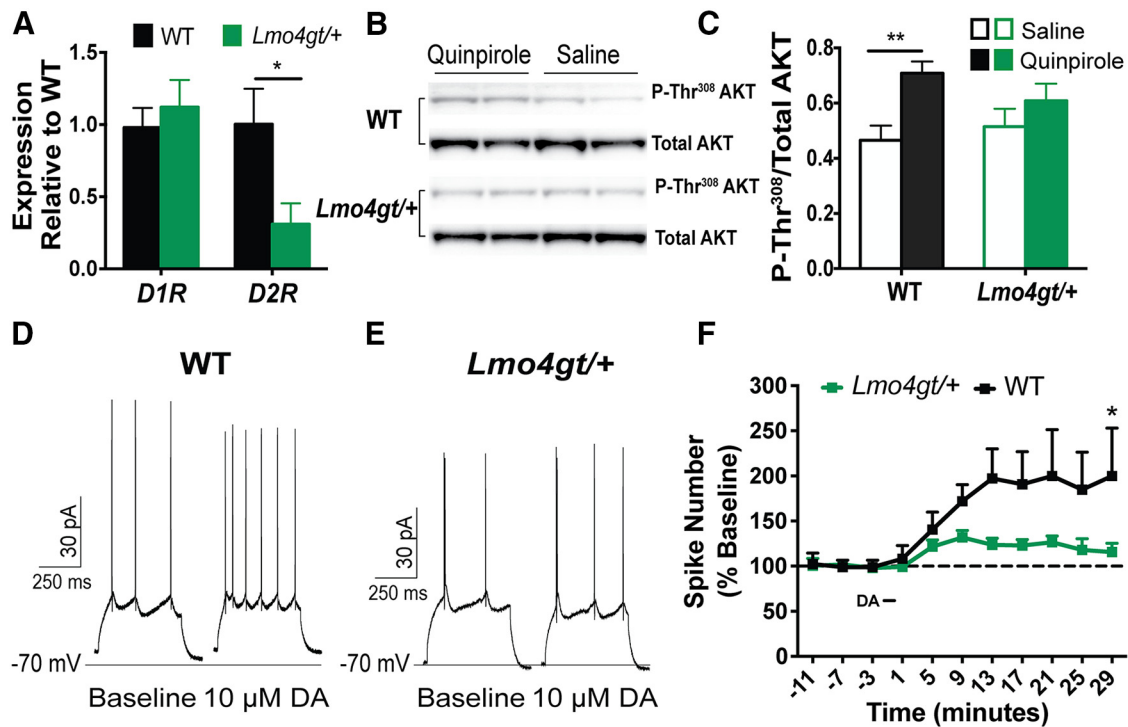 A
WT
Lmo4gt/+
Expression
Relative to WT
1.5
1.0
0.5
0.0
*
D1R
D2R
B
Quinpirole
Saline
WT
P-Thr308 AKT
Total AKT
Lmo4gt/+
P-Thr308 AKT
Total AKT
C
Saline
Quinpirole
P-Thr308/Total AKT
0.8
0.6
0.4
0.2
0.0
**
WT
Lmo4gt/+
D
WT
30 pA
250 ms
-70 mV
Baseline 10 µM DA
E
Lmo4gt/+
30 pA
250 ms
-70 mV
Baseline 10 µM DA
F
Lmo4gt/+
WT
Spike Number
(% Baseline)
300
250
200
150
100
50
0
*
DA
-11 -7 -3 1 5 9 13 17 21 25 29
Time (minutes)